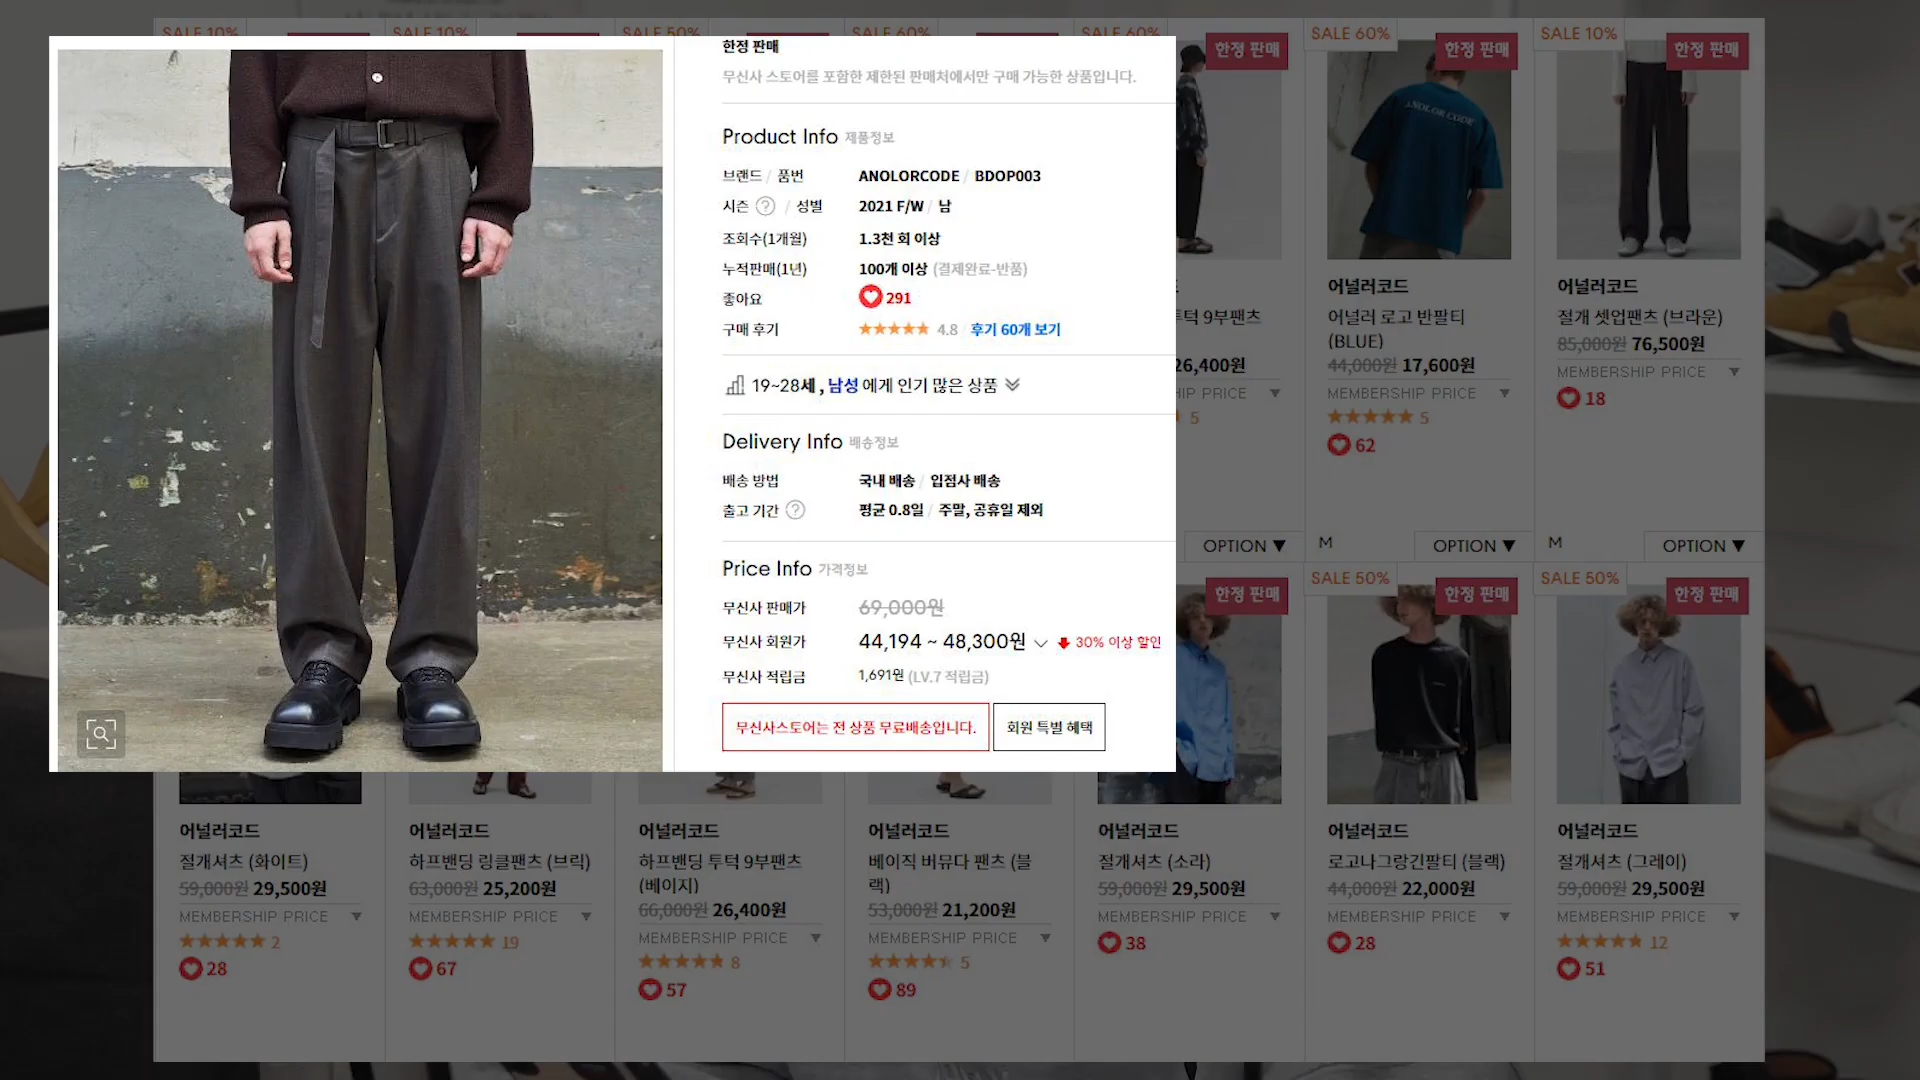 SALE 10%
SALE 10%
SALE 50%
SALE 60%
SALE 60%
SALE 60%
SALE 10%
한정 판매
한정 판매
한정 판매
한정 판매
무신사 스토어를 포함한 제한된 판매처에서만 구매 가능한 상품입니다.
Product Info 제품정보
브랜드 / 품번 ANOLORCODE / BDOP003
시즌 ? / 성별 2021 F/W / 남
조회수(1개월) 1.3천 회 이상
누적판매(1년) 100개 이상 (결제완료-반품)
좋아요 291
구매 후기 4.8 후기 60개 보기
19~28세 , 남성 에게 인기 많은 상품
Delivery Info 배송정보
배송 방법 국내 배송 / 입점사 배송
출고 기간 ? 평균 0.8일 / 주말, 공휴일 제외
Price Info 가격정보
무신사 판매가 69,000원
무신사 회원가 44,194 ~ 48,300원 30% 이상 할인
무신사 적립금 1,691원 (LV.7 적립금)
무신사스토어는 전 상품 무료배송입니다. 회원 특별 혜택
턱 9부팬츠
26,400원
PRICE ▼
5
ANOLOR CODE
어널러코드
어널러 로고 반팔티
(BLUE)
44,000원 17,600원
MEMBERSHIP PRICE ▼
5
62
어널러코드
절개 셋업팬츠 (브라운)
85,000원 76,500원
MEMBERSHIP PRICE ▼
18
OPTION ▼
M OPTION ▼
M OPTION ▼
SALE 50%
SALE 50%
한정 판매
한정 판매
한정 판매
어널러코드
절개셔츠 (화이트)
59,000원 29,500원
MEMBERSHIP PRICE ▼
2
28
어널러코드
하프밴딩 링클팬츠 (브릭)
63,000원 25,200원
MEMBERSHIP PRICE ▼
19
67
어널러코드
하프밴딩 투턱 9부팬츠
(베이지)
66,000원 26,400원
MEMBERSHIP PRICE ▼
8
57
어널러코드
베이직 버뮤다 팬츠 (블
랙)
53,000원 21,200원
MEMBERSHIP PRICE ▼
5
89
어널러코드
절개셔츠 (소라)
59,000원 29,500원
MEMBERSHIP PRICE ▼
38
어널러코드
로고나그랑긴팔티 (블랙)
44,000원 22,000원
MEMBERSHIP PRICE ▼
28
어널러코드
절개셔츠 (그레이)
59,000원 29,500원
MEMBERSHIP PRICE ▼
12
51